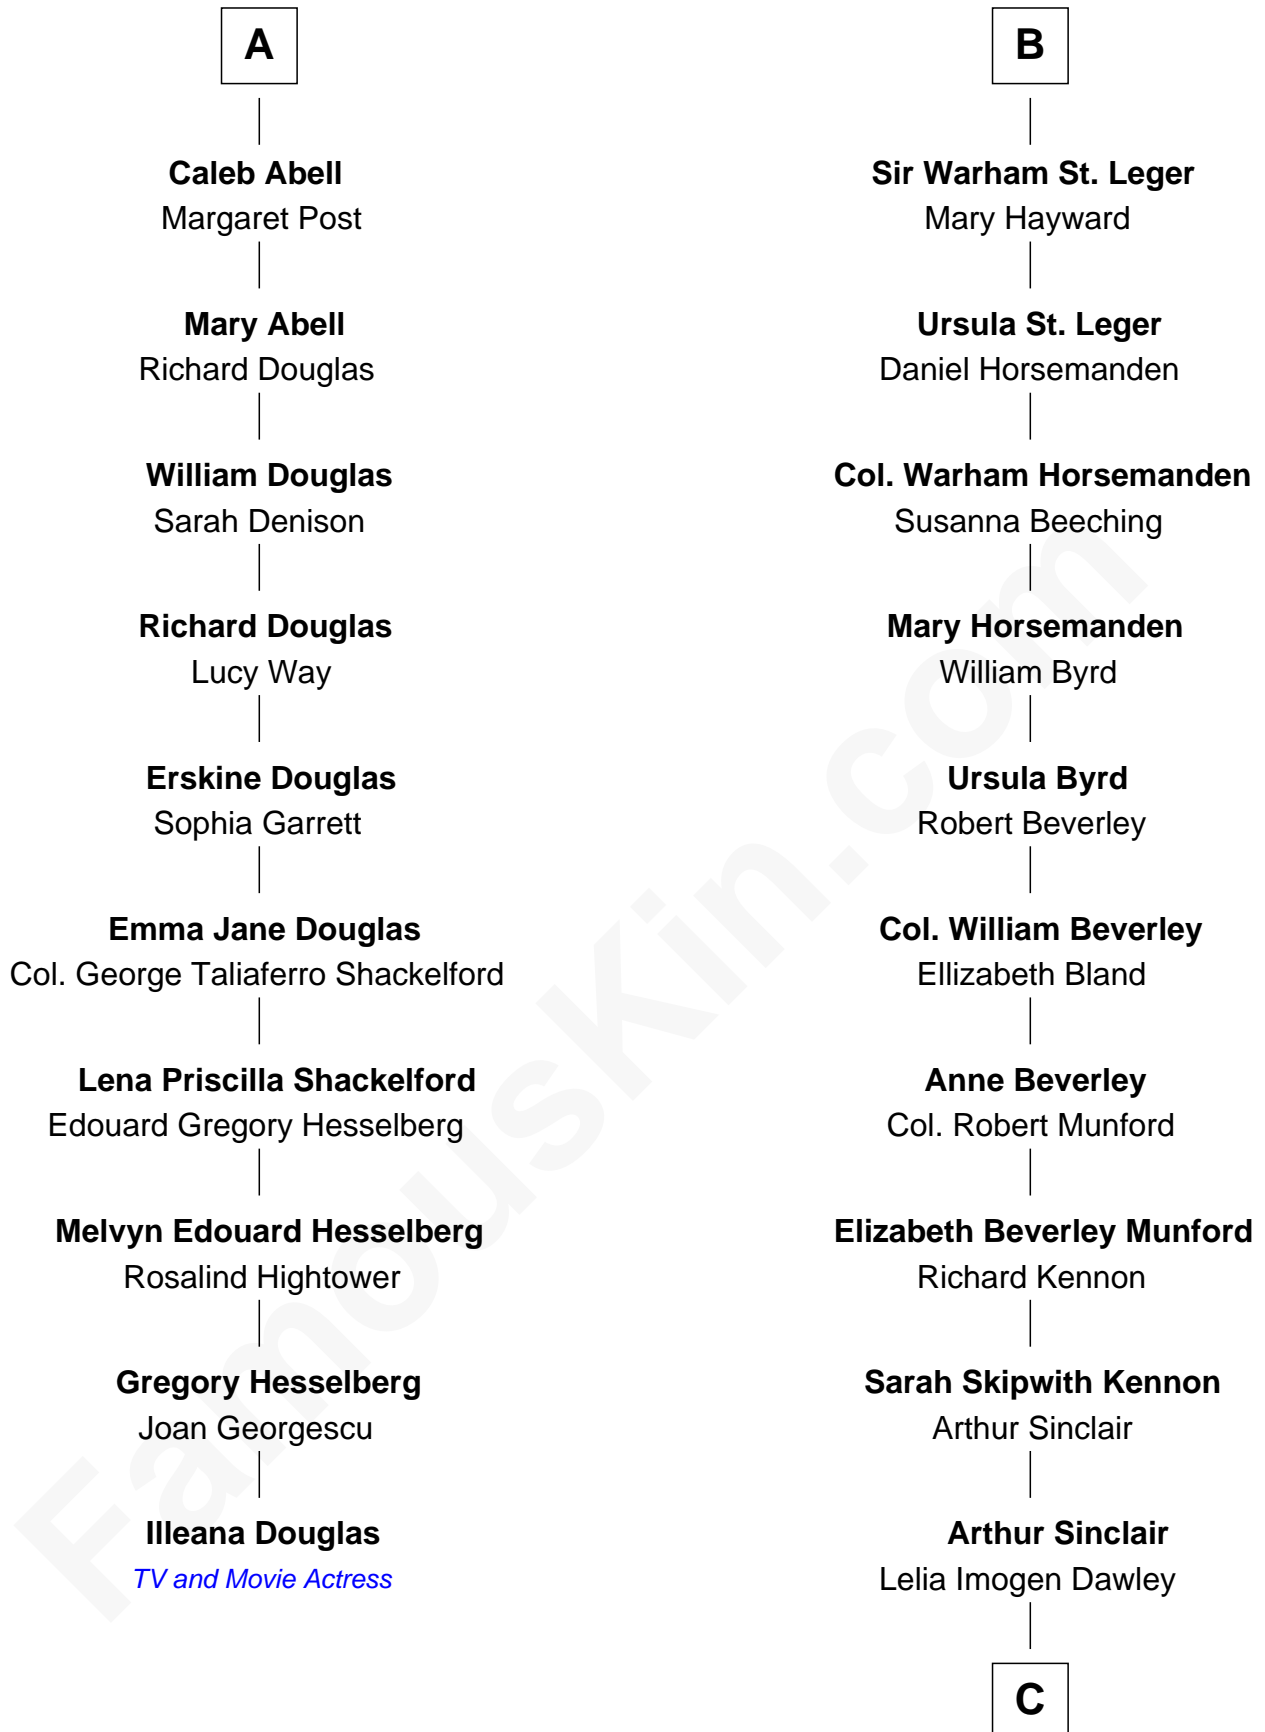 A
Caleb Abell
Margaret Post
Mary Abell
Richard Douglas
William Douglas
Sarah Denison
Richard Douglas
Lucy Way
Erskine Douglas
Sophia Garrett
Emma Jane Douglas
Col. George Taliaferro Shackelford
Lena Priscilla Shackelford
Edouard Gregory Hesselberg
Melvyn Edouard Hesselberg
Rosalind Hightower
Gregory Hesselberg
Joan Georgescu
Illeana Douglas
TV and Movie Actress
B
Sir Warham St. Leger
Mary Hayward
Ursula St. Leger
Daniel Horsemanden
Col. Warham Horsemanden
Susanna Beeching
Mary Horsemanden
William Byrd
Ursula Byrd
Robert Beverley
Col. William Beverley
Ellizabeth Bland
Anne Beverley
Col. Robert Munford
Elizabeth Beverley Munford
Richard Kennon
Sarah Skipwith Kennon
Arthur Sinclair
Arthur Sinclair
Lelia Imogen Dawley
C
FamousKin.com